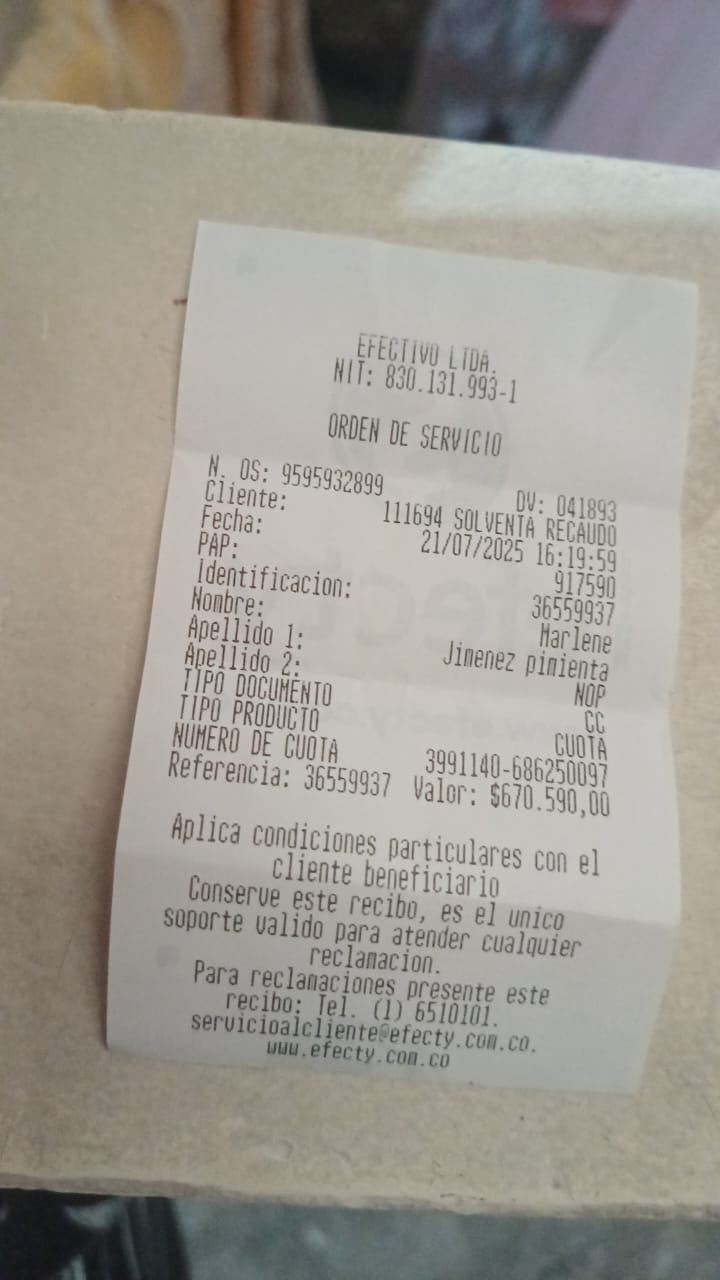 EFECTIVO LTDA.
NIT: 830.131.993-1
ORDEN DE SERVICIO
N. OS: 9595932899 DV: 041893
Cliente: 111694 SOLVENTA RECAUDO
Fecha: 21/07/2025 16:19:59
PAP: 917590
Identificacion: 36559937
Nombre: Marlene
Apellido 1: Jimenez pimienta
Apellido 2: NOP
TIPO DOCUMENTO CC
TIPO PRODUCTO CUOTA
NUMERO DE CUOTA 3991140-686250097
Referencia: 36559937 Valor: $670.590,00
Aplica condiciones particulares con el
cliente beneficiario
Conserve este recibo, es el unico
soporte valido para atender cualquier
reclamacion.
Para reclamaciones presente este
recibo: Tel. (1) 6510101.
servicioalcliente@efecty.com.co.
www.efecty.com.co